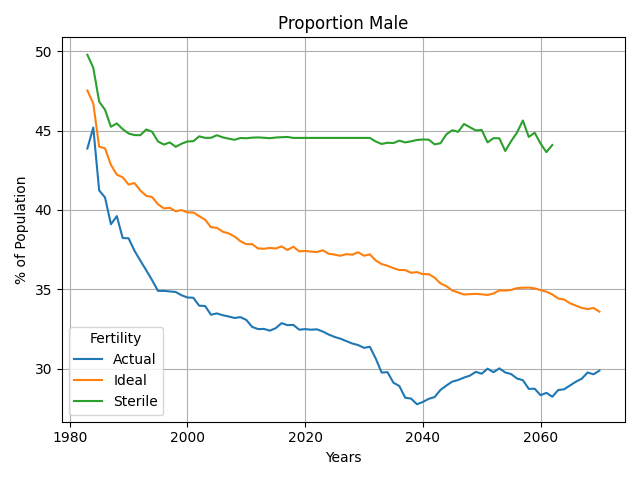 Proportion Male
50
45
40
35
30
% of Population
Fertility
Actual
Ideal
Sterile
1980 2000 2020 2040 2060
Years